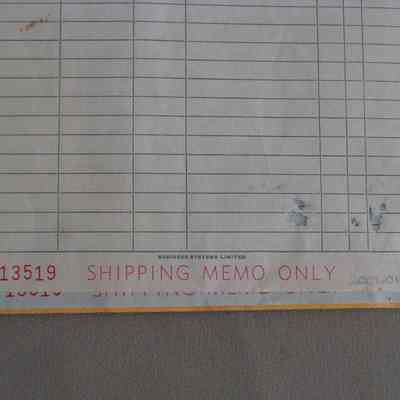 BUSINESS SYSTEMS LIMITED
13519 SHIPPING MEMO ONLY